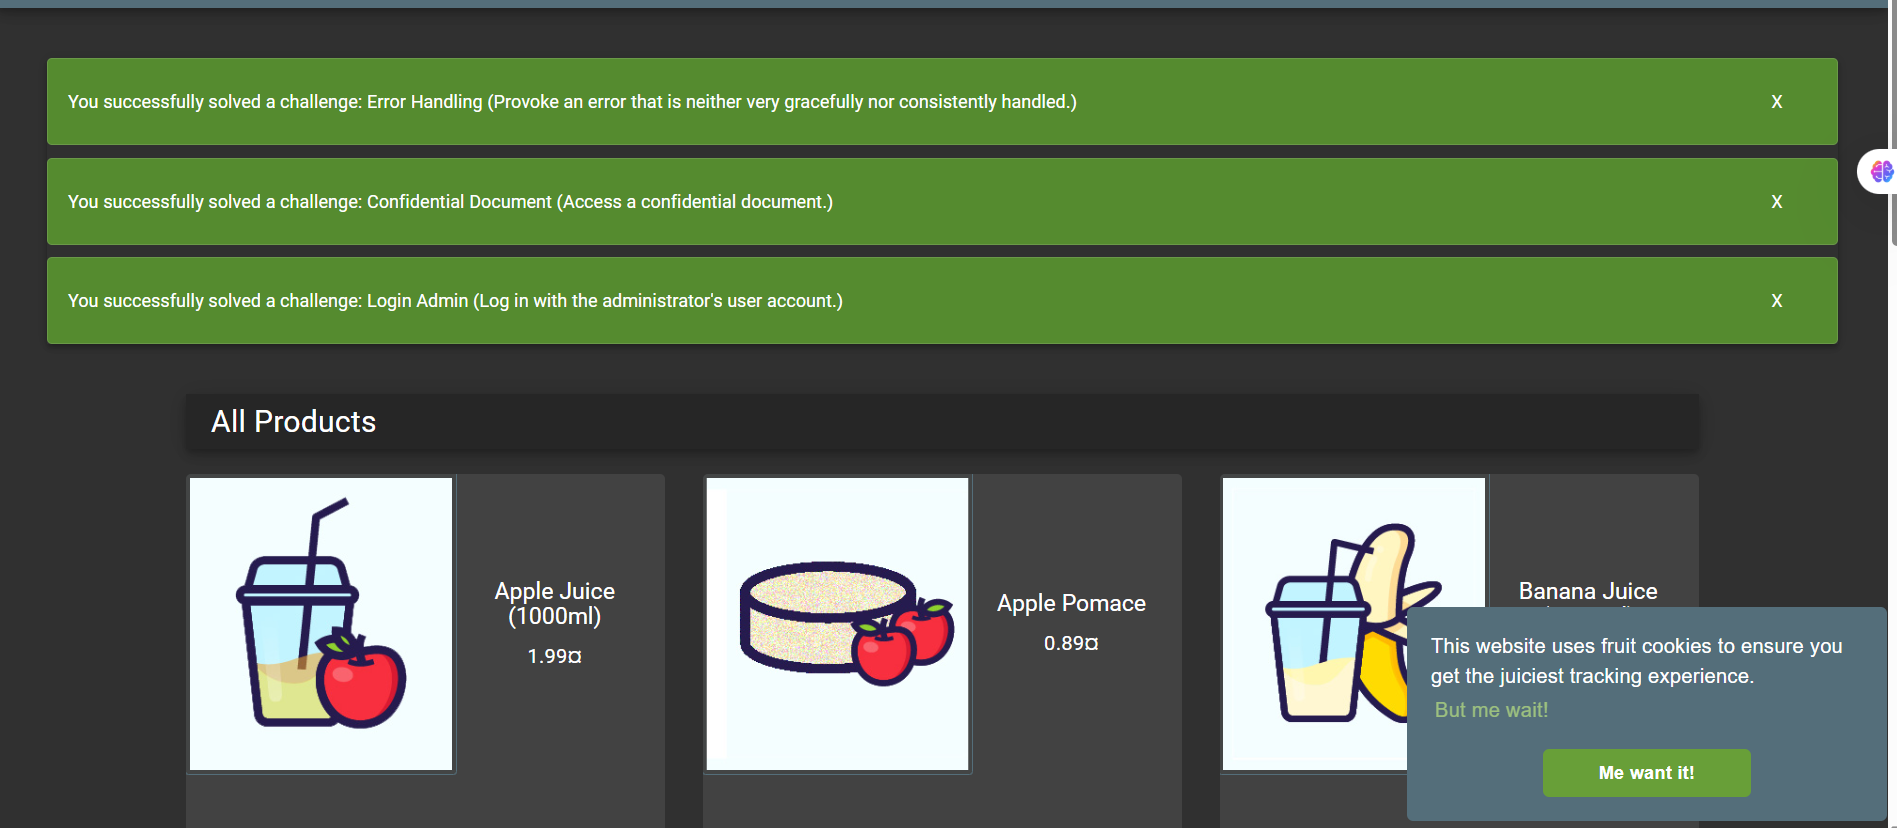 You successfully solved a challenge: Error Handling (Provoke an error that is neither very gracefully nor consistently handled.)
X
You successfully solved a challenge: Confidential Document (Access a confidential document.)
X
You successfully solved a challenge: Login Admin (Log in with the administrator's user account.)
X
All Products
Apple Juice
(1000ml)
1.99¤
Apple Pomace
0.89¤
Banana Juice
This website uses fruit cookies to ensure you
get the juiciest tracking experience.
But me wait!
Me want it!